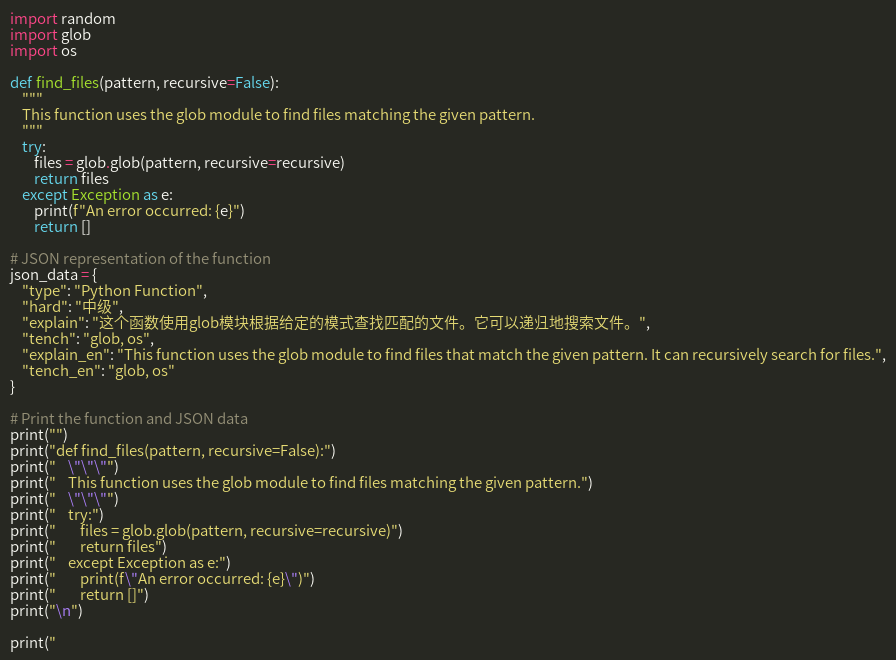 import random
import glob
import os
def find_files(pattern, recursive=False):
    """
    This function uses the glob module to find files matching the given pattern.
    """
    try:
        files = glob.glob(pattern, recursive=recursive)
        return files
    except Exception as e:
        print(f"An error occurred: {e}")
        return []
# JSON representation of the function
json_data = {
    "type": "Python Function",
    "hard": "中级",
    "explain": "这个函数使用glob模块根据给定的模式查找匹配的文件。它可以递归地搜索文件。",
    "tench": "glob, os",
    "explain_en": "This function uses the glob module to find files that match the given pattern. It can recursively search for files.",
    "tench_en": "glob, os"
}
# Print the function and JSON data
print("")
print("def find_files(pattern, recursive=False):")
print("    \"\"\"")
print("    This function uses the glob module to find files matching the given pattern.")
print("    \"\"\"")
print("    try:")
print("        files = glob.glob(pattern, recursive=recursive)")
print("        return files")
print("    except Exception as e:")
print("        print(f\"An error occurred: {e}\")")
print("        return []")
print("\n")
print("